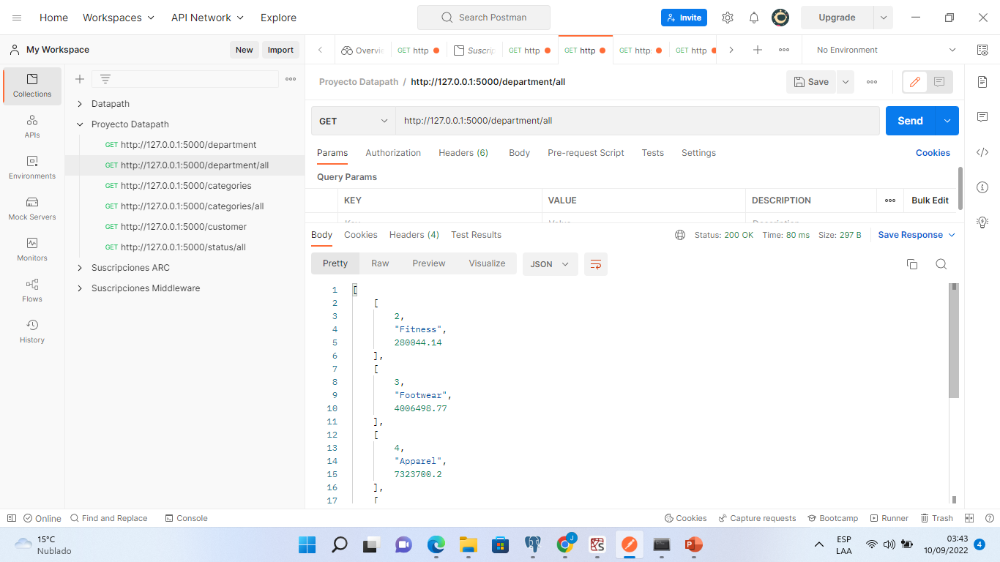 Home Workspaces API Network Explore Search Postman Invite Upgrade
My Workspace New Import Overvie GET http Suscrip GET http GET http GET http: GET http No Environment
Collections
APIs
Environments
Mock Servers
Monitors
Flows
History
Datapath
Proyecto Datapath
GET http://127.0.0.1:5000/department
GET http://127.0.0.1:5000/department/all
GET http://127.0.0.1:5000/categories
GET http://127.0.0.1:5000/categories/all
GET http://127.0.0.1:5000/customer
GET http://127.0.0.1:5000/status/all
Suscripciones ARC
Suscripciones Middleware
Proyecto Datapath / http://127.0.0.1:5000/department/all Save
GET http://127.0.0.1:5000/department/all Send
Params Authorization Headers (6) Body Pre-request Script Tests Settings Cookies
Query Params
KEY VALUE DESCRIPTION Bulk Edit
Key Value Description
Body Cookies Headers (4) Test Results Status: 200 OK Time: 80 ms Size: 297 B Save Response
Pretty Raw Preview Visualize JSON
1 [
2 [
3 2,
4 "Fitness",
5 280044.14
6 ],
7 [
8 3,
9 "Footwear",
10 4006498.77
11 ],
12 [
13 4,
14 "Apparel",
15 7323700.2
16 ],
17 [
Online Find and Replace Console Cookies Capture requests Bootcamp Runner Trash
15°C
Nublado
J
ESP
LAA
03:43
10/09/2022
4